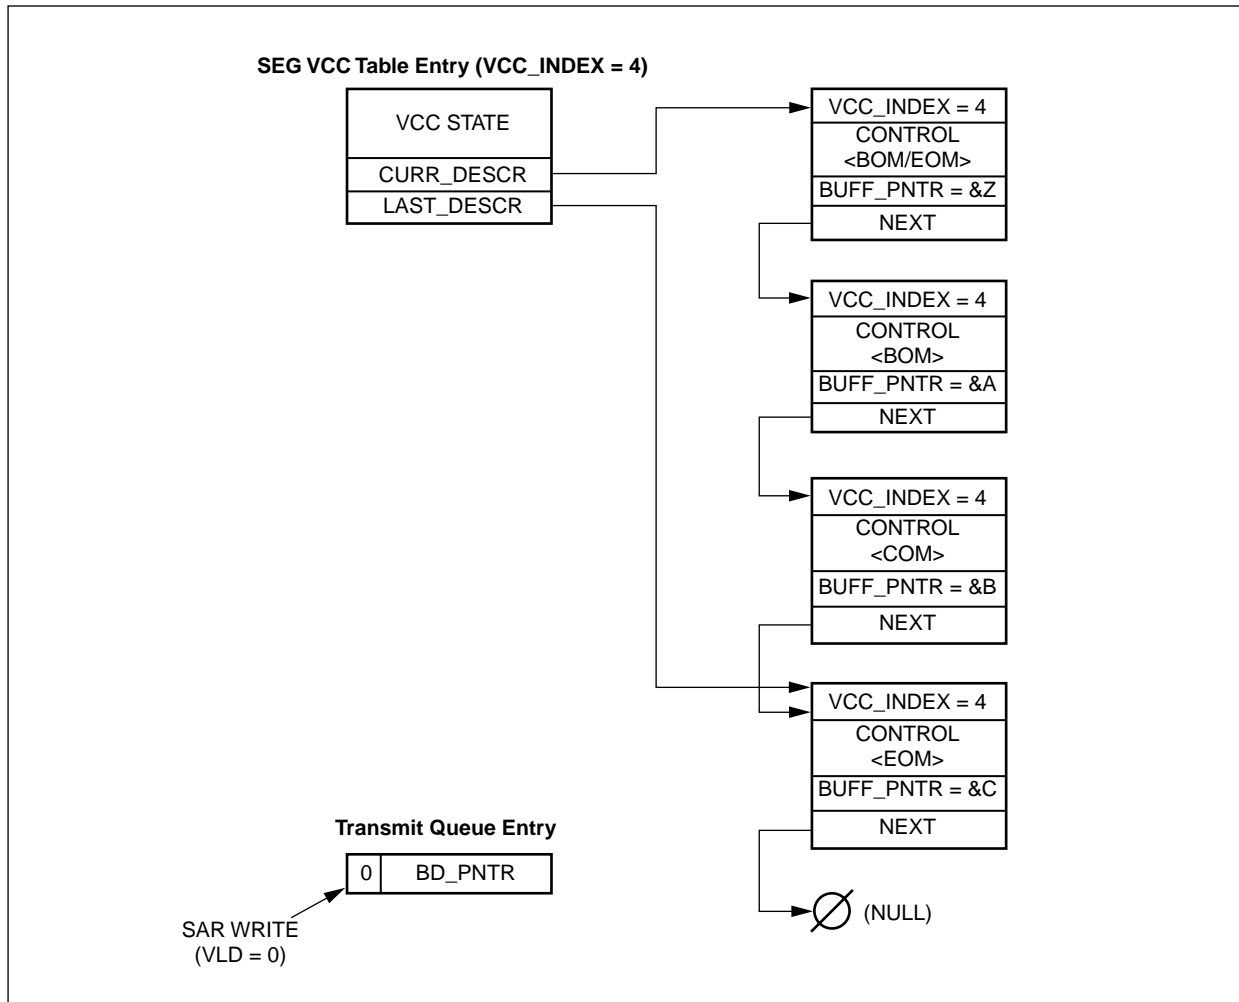 SEG VCC Table Entry (VCC_INDEX = 4)
VCC STATE
CURR_DESCR
LAST_DESCR
VCC_INDEX = 4
CONTROL
<BOM/EOM>
BUFF_PNTR = &Z
NEXT
VCC_INDEX = 4
CONTROL
<BOM>
BUFF_PNTR = &A
NEXT
VCC_INDEX = 4
CONTROL
<COM>
BUFF_PNTR = &B
NEXT
VCC_INDEX = 4
CONTROL
<EOM>
BUFF_PNTR = &C
NEXT
(NULL)
Transmit Queue Entry
0 BD_PNTR
SAR WRITE
(VLD = 0)